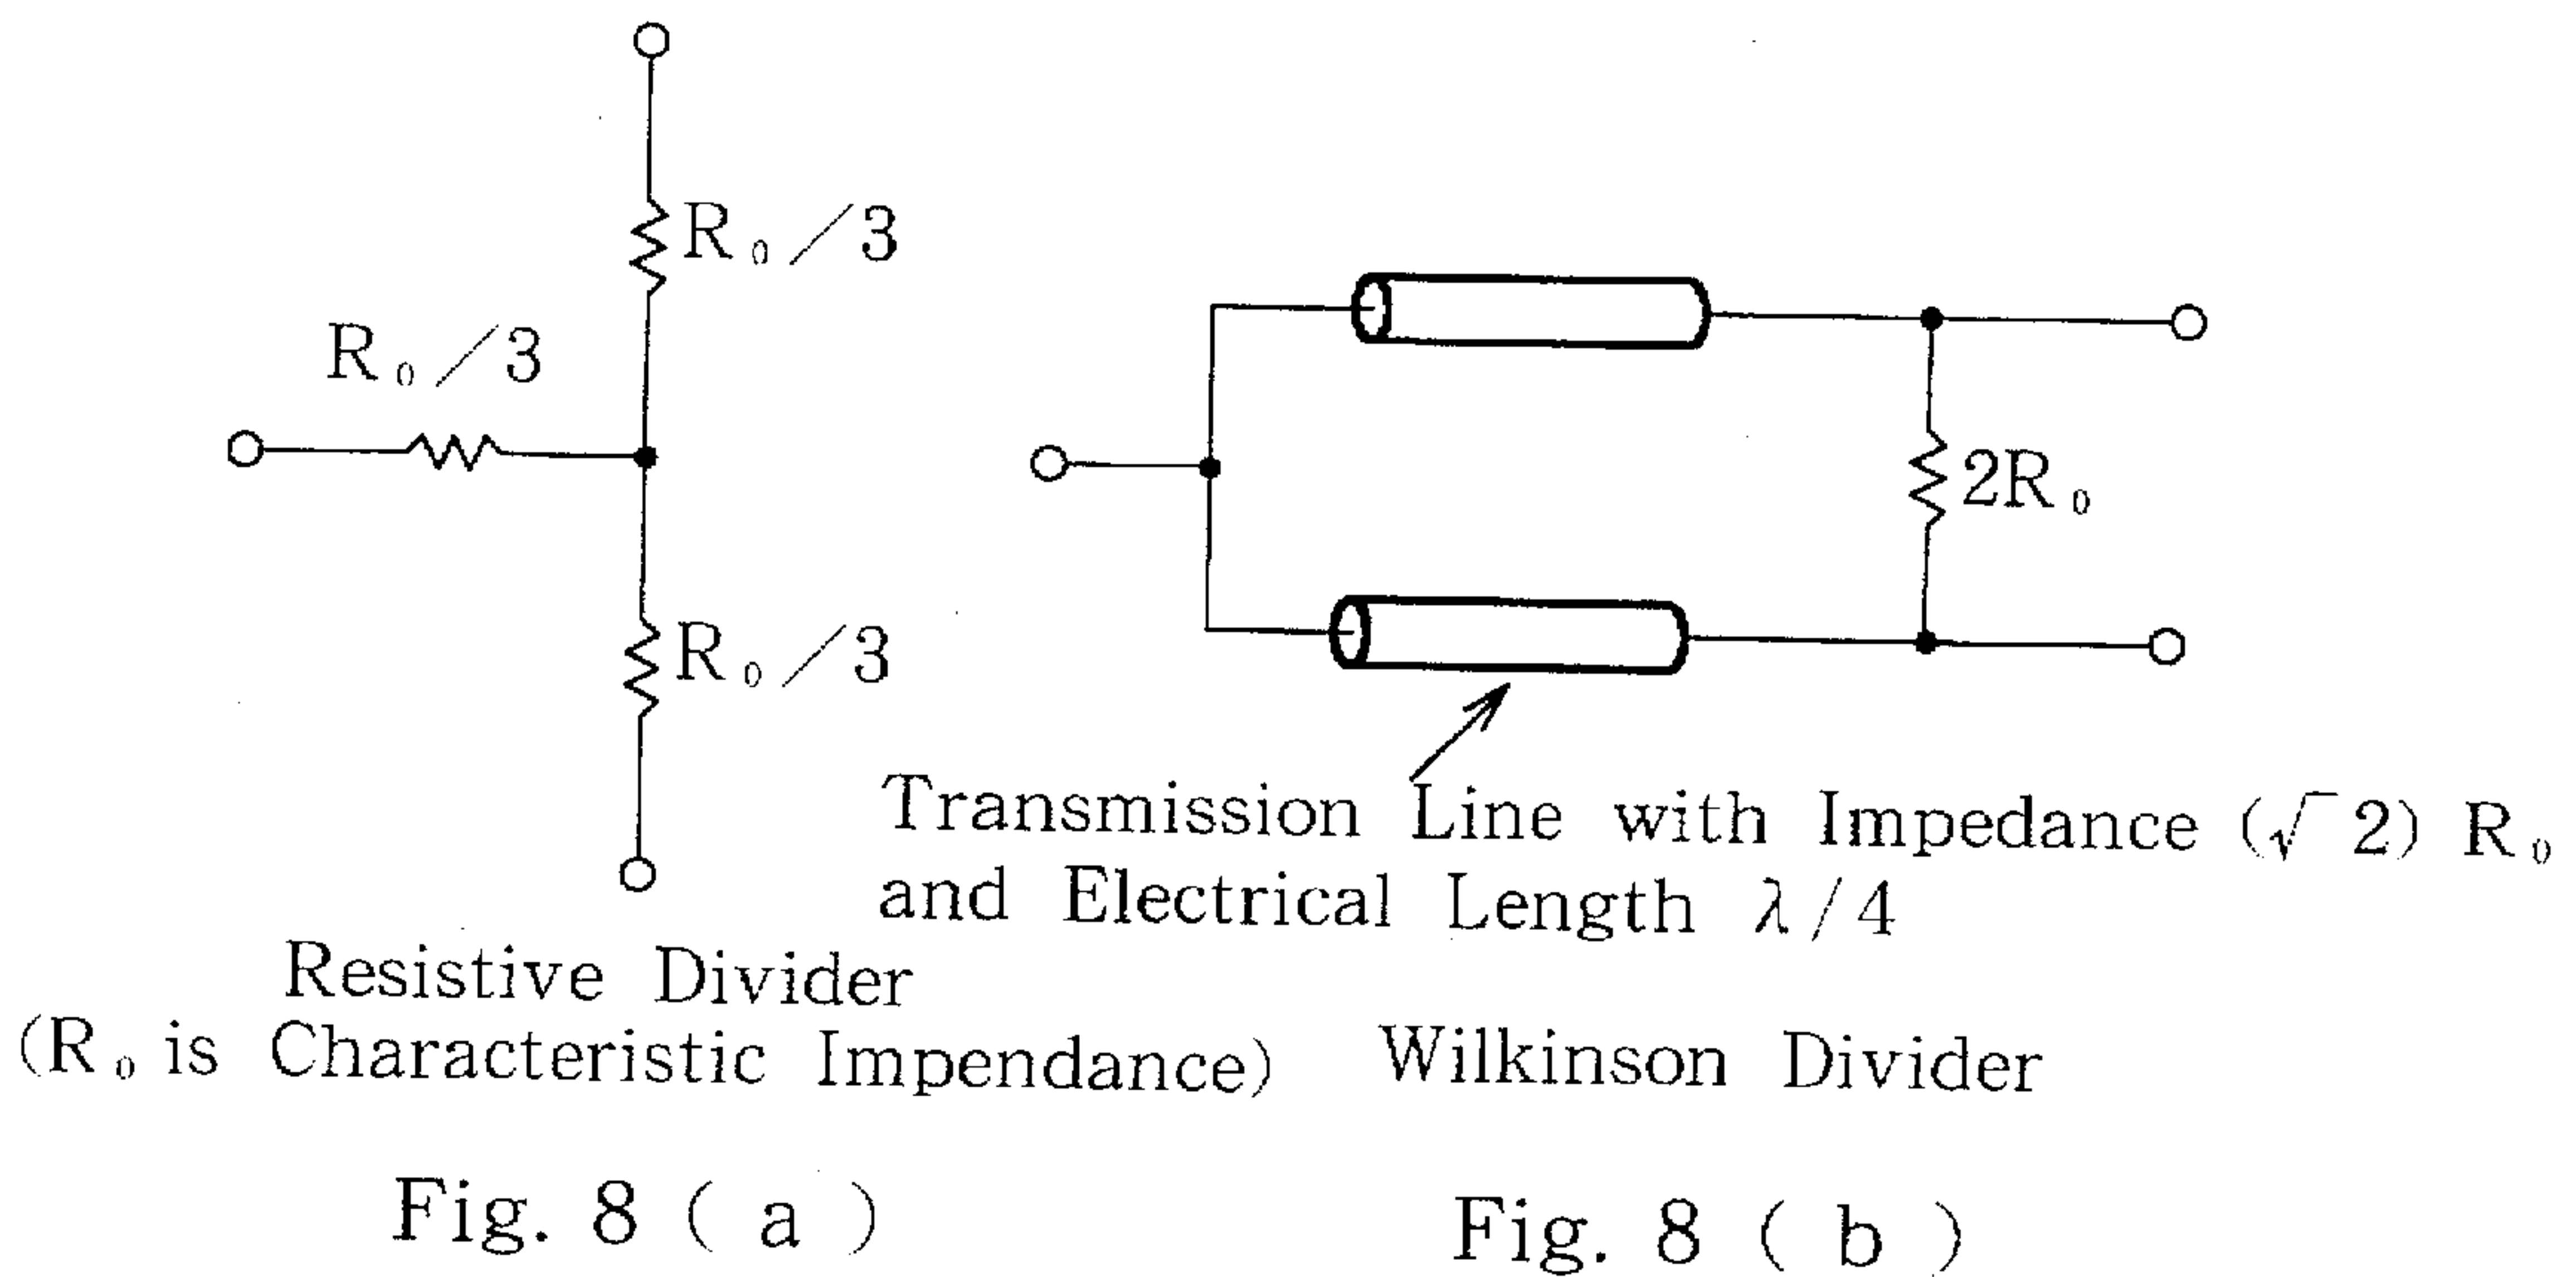 R₀/3
R₀/3
R₀/3
2R₀
Transmission Line with Impedance (√2) R₀
and Electrical Length λ/4
Resistive Divider
(R₀ is Characteristic Impendance)
Wilkinson Divider
Fig. 8 ( a )
Fig. 8 ( b )